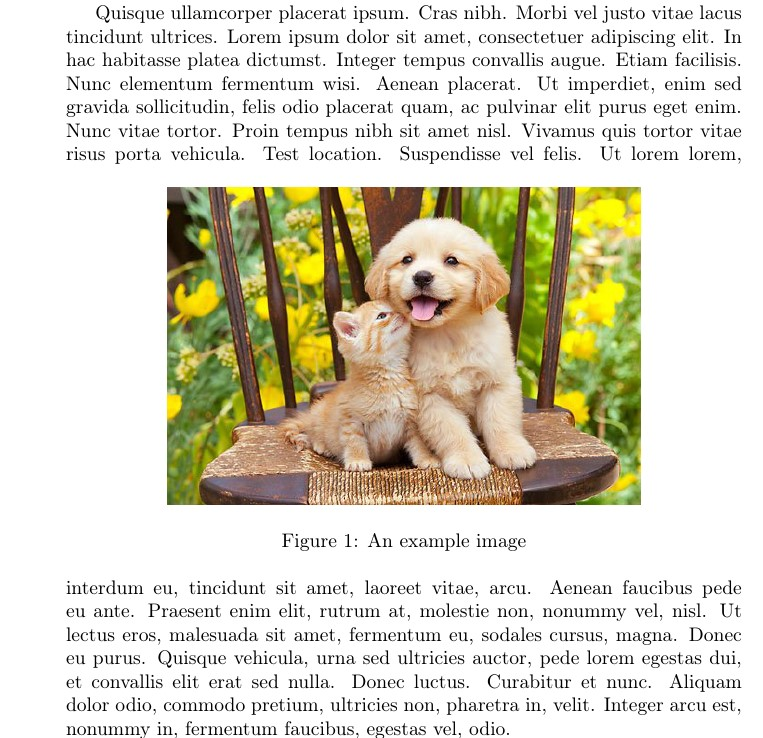 Quisque ullamcorper placerat ipsum. Cras nibh. Morbi vel justo vitae lacus
tincidunt ultrices. Lorem ipsum dolor sit amet, consectetuer adipiscing elit. In
hac habitasse platea dictumst. Integer tempus convallis augue. Etiam facilisis.
Nunc elementum fermentum wisi. Aenean placerat. Ut imperdiet, enim sed
gravida sollicitudin, felis odio placerat quam, ac pulvinar elit purus eget enim.
Nunc vitae tortor. Proin tempus nibh sit amet nisl. Vivamus quis tortor vitae
risus porta vehicula. Test location. Suspendisse vel felis. Ut lorem lorem,
Figure 1: An example image
interdum eu, tincidunt sit amet, laoreet vitae, arcu. Aenean faucibus pede
eu ante. Praesent enim elit, rutrum at, molestie non, nonummy vel, nisl. Ut
lectus eros, malesuada sit amet, fermentum eu, sodales cursus, magna. Donec
eu purus. Quisque vehicula, urna sed ultricies auctor, pede lorem egestas dui,
et convallis elit erat sed nulla. Donec luctus. Curabitur et nunc. Aliquam
dolor odio, commodo pretium, ultricies non, pharetra in, velit. Integer arcu est,
nonummy in, fermentum faucibus, egestas vel, odio.